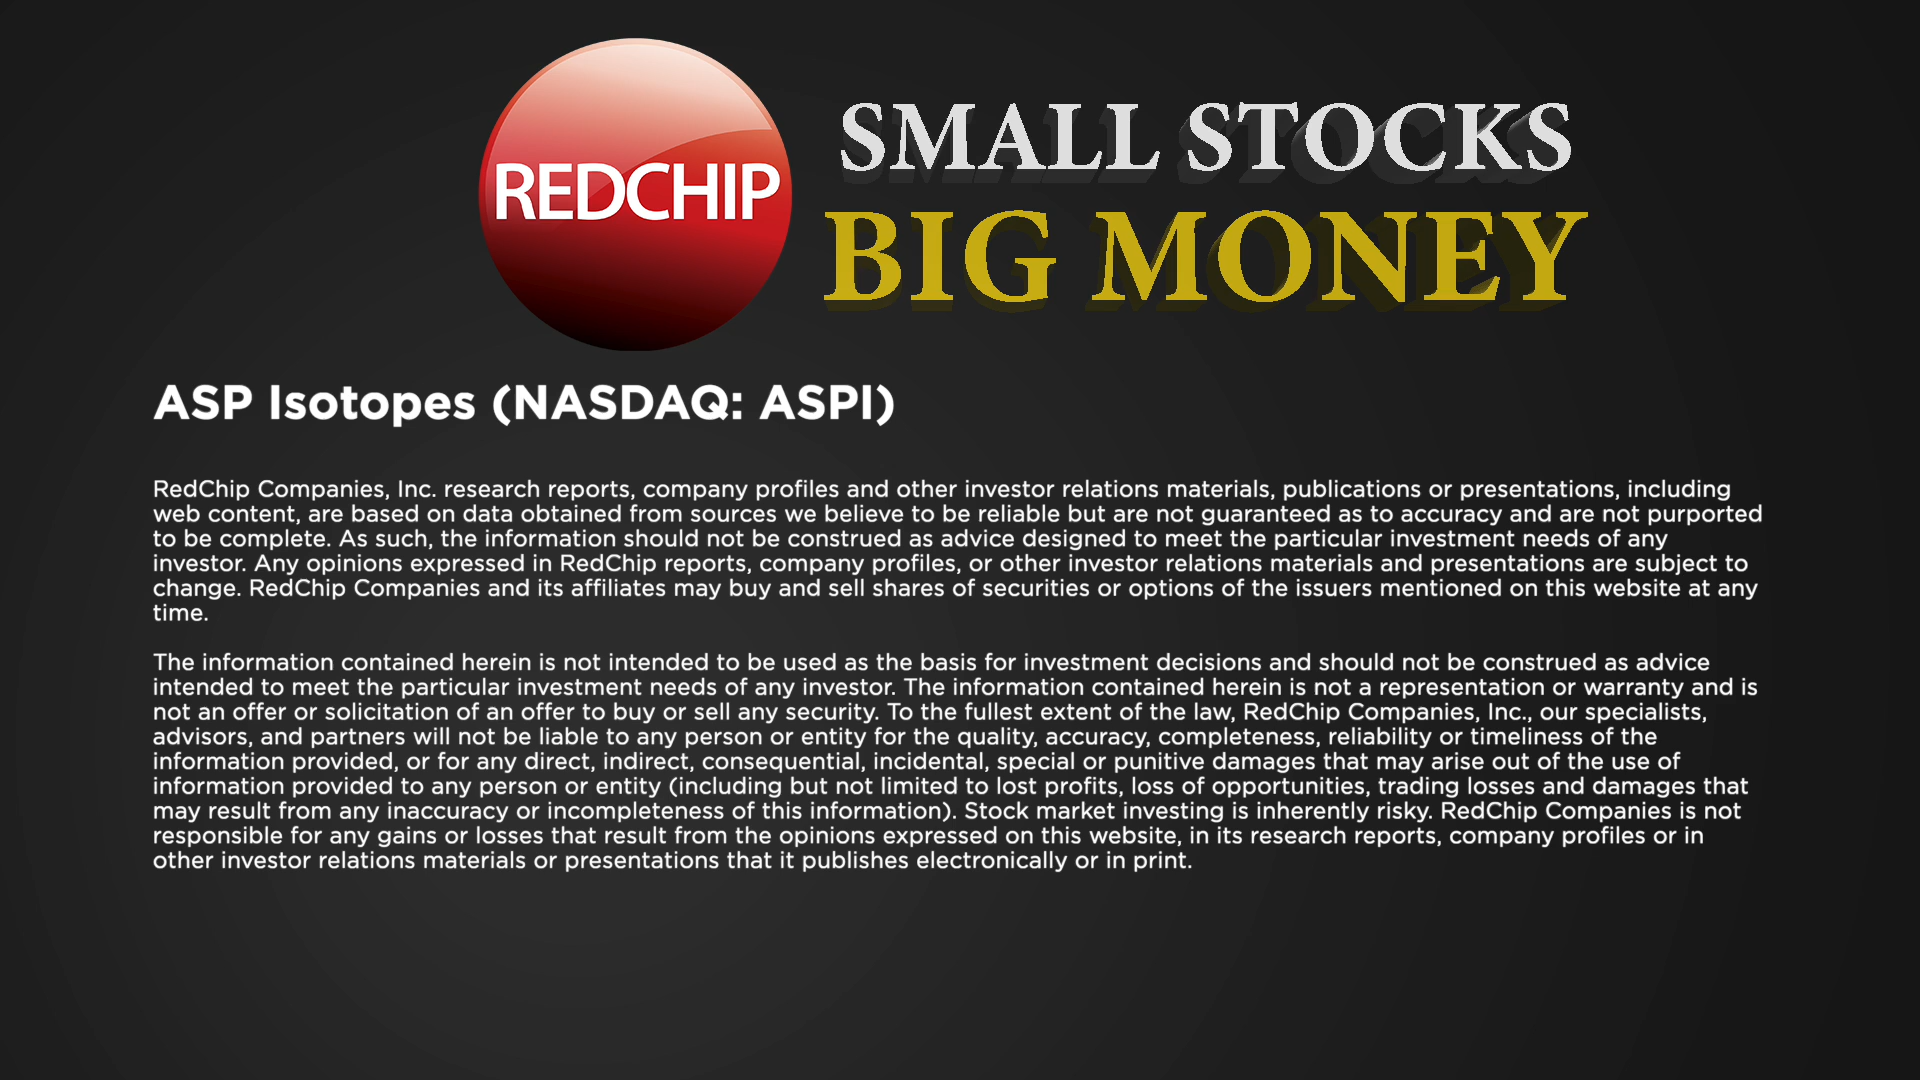 REDCHIP
SMALL STOCKS
BIG MONEY
ASP Isotopes (NASDAQ: ASPI)
RedChip Companies, Inc. research reports, company profiles and other investor relations materials, publications or presentations, including
web content, are based on data obtained from sources we believe to be reliable but are not guaranteed as to accuracy and are not purported
to be complete. As such, the information should not be construed as advice designed to meet the particular investment needs of any
investor. Any opinions expressed in RedChip reports, company profiles, or other investor relations materials and presentations are subject to
change. RedChip Companies and its affiliates may buy and sell shares of securities or options of the issuers mentioned on this website at any
time.
The information contained herein is not intended to be used as the basis for investment decisions and should not be construed as advice
intended to meet the particular investment needs of any investor. The information contained herein is not a representation or warranty and is
not an offer or solicitation of an offer to buy or sell any security. To the fullest extent of the law, RedChip Companies, Inc., our specialists,
advisors, and partners will not be liable to any person or entity for the quality, accuracy, completeness, reliability or timeliness of the
information provided, or for any direct, indirect, consequential, incidental, special or punitive damages that may arise out of the use of
information provided to any person or entity (including but not limited to lost profits, loss of opportunities, trading losses and damages that
may result from any inaccuracy or incompleteness of this information). Stock market investing is inherently risky. RedChip Companies is not
responsible for any gains or losses that result from the opinions expressed on this website, in its research reports, company profiles or in
other investor relations materials or presentations that it publishes electronically or in print.